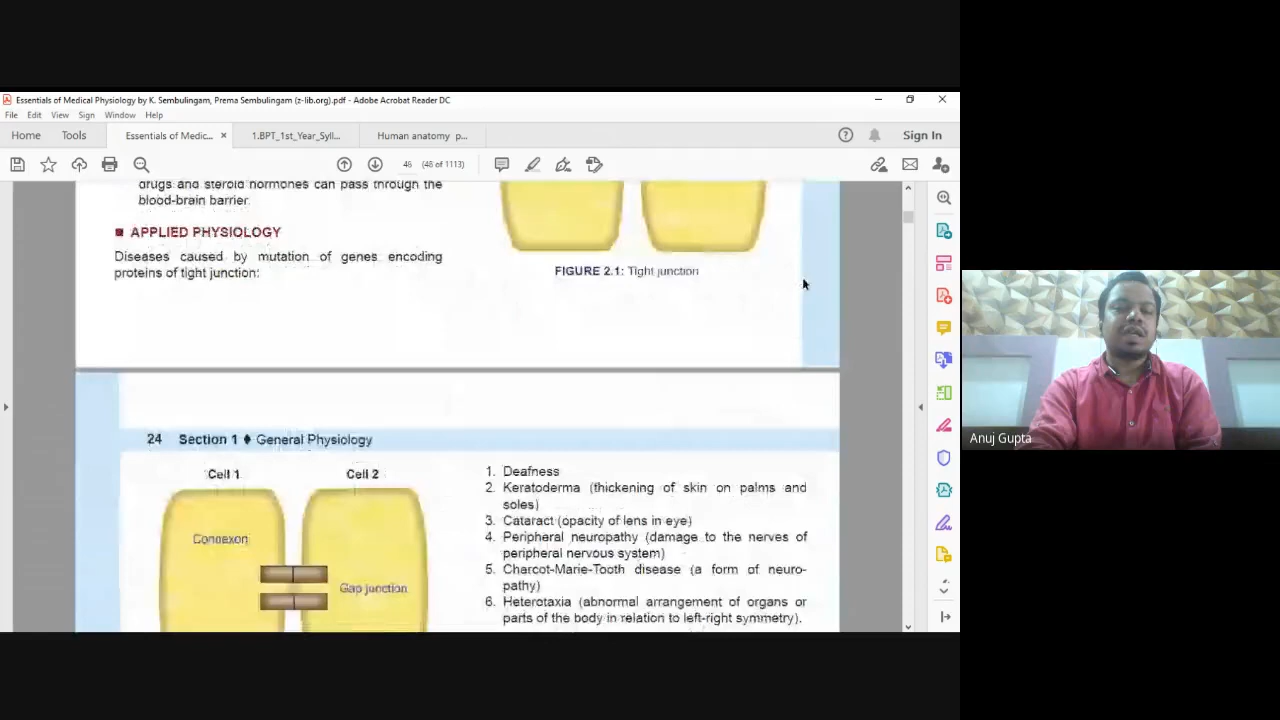 Essentials of Medical Physiology by K. Sembulingam, Prema Sembulingam (z-lib.org).pdf - Adobe Acrobat Reader DC
File Edit View Sign Window Help
Home Tools Essentials of Medic... × 1.BPT_1st_Year_Syll... Human anatomy p... Sign In
46 (48 of 1113)
drugs and steroid hormones can pass through the
blood-brain barrier.
APPLIED PHYSIOLOGY
Diseases caused by mutation of genes encoding
proteins of tight junction:
FIGURE 2.1: Tight junction
24 Section 1 ♦ General Physiology
Cell 1 Cell 2
Connexon
Gap junction
1. Deafness
2. Keratoderma (thickening of skin on palms and
soles)
3. Cataract (opacity of lens in eye)
4. Peripheral neuropathy (damage to the nerves of
peripheral nervous system)
5. Charcot-Marie-Tooth disease (a form of neuro-
pathy)
6. Heterotaxia (abnormal arrangement of organs or
parts of the body in relation to left-right symmetry).
Anuj Gupta